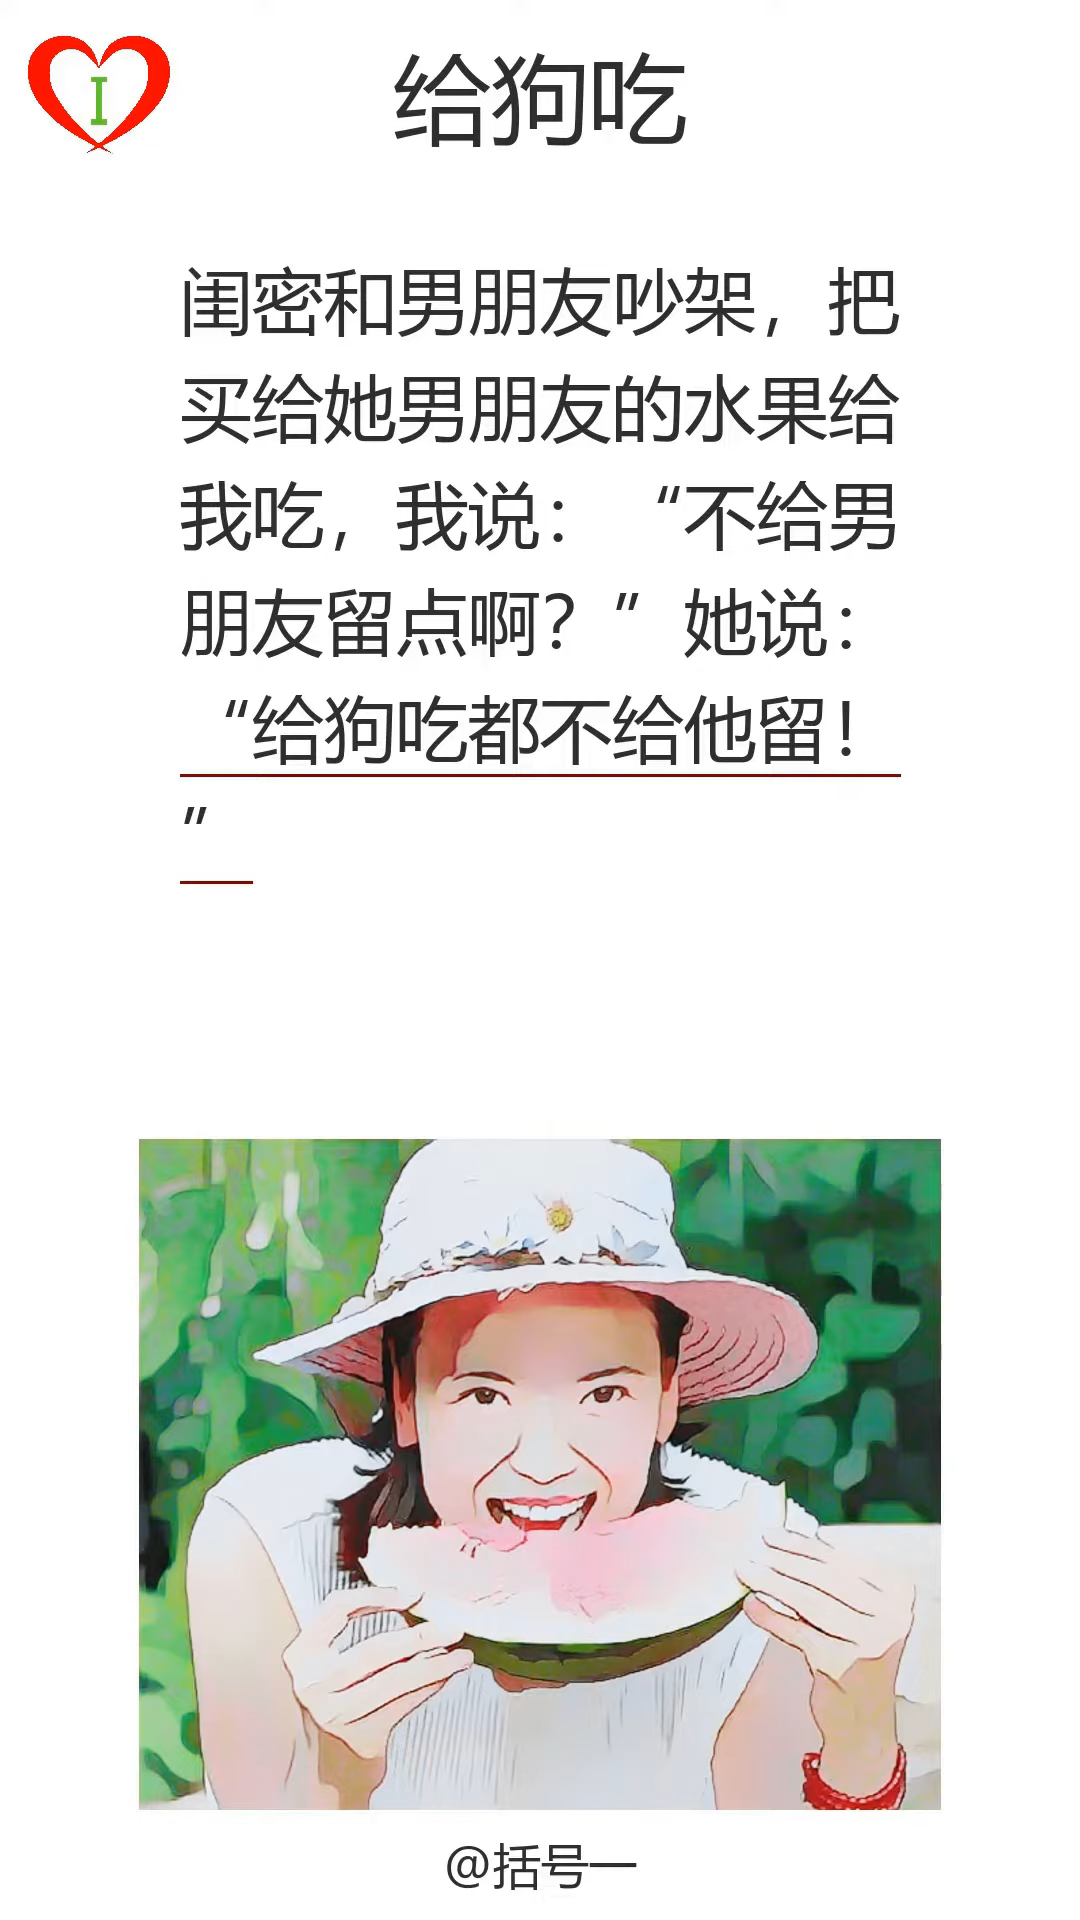 I
给狗吃
闺密和男朋友吵架，把
买给她男朋友的水果给
我吃，我说：“不给男
朋友留点啊？”她说：
“给狗吃都不给他留！
”
@括号一